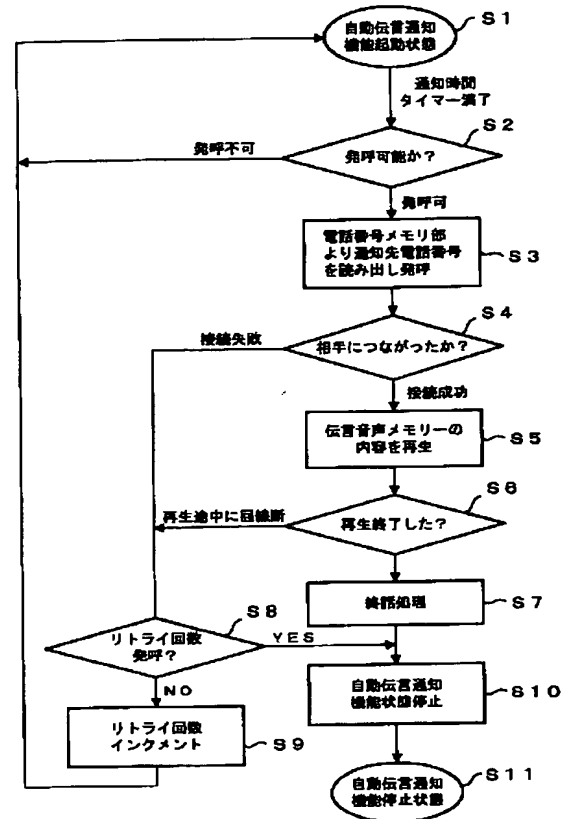 自動伝言通知
機能起動状態
S1
通知時間
タイマー満了
S2
発呼不可
発呼可能か？
発呼可
電話番号メモリ部
より通知先電話番号
を読み出し発呼
S3
S4
接続失敗
相手につながったか？
接続成功
伝言音声メモリーの
内容を再生
S5
S6
再生途中に回線断
再生終了した？
終話処理
S7
S8
リトライ回数
発呼？
YES
NO
自動伝言通知
機能状態停止
S10
リトライ回数
インクメント
S9
自動伝言通知
機能停止状態
S11